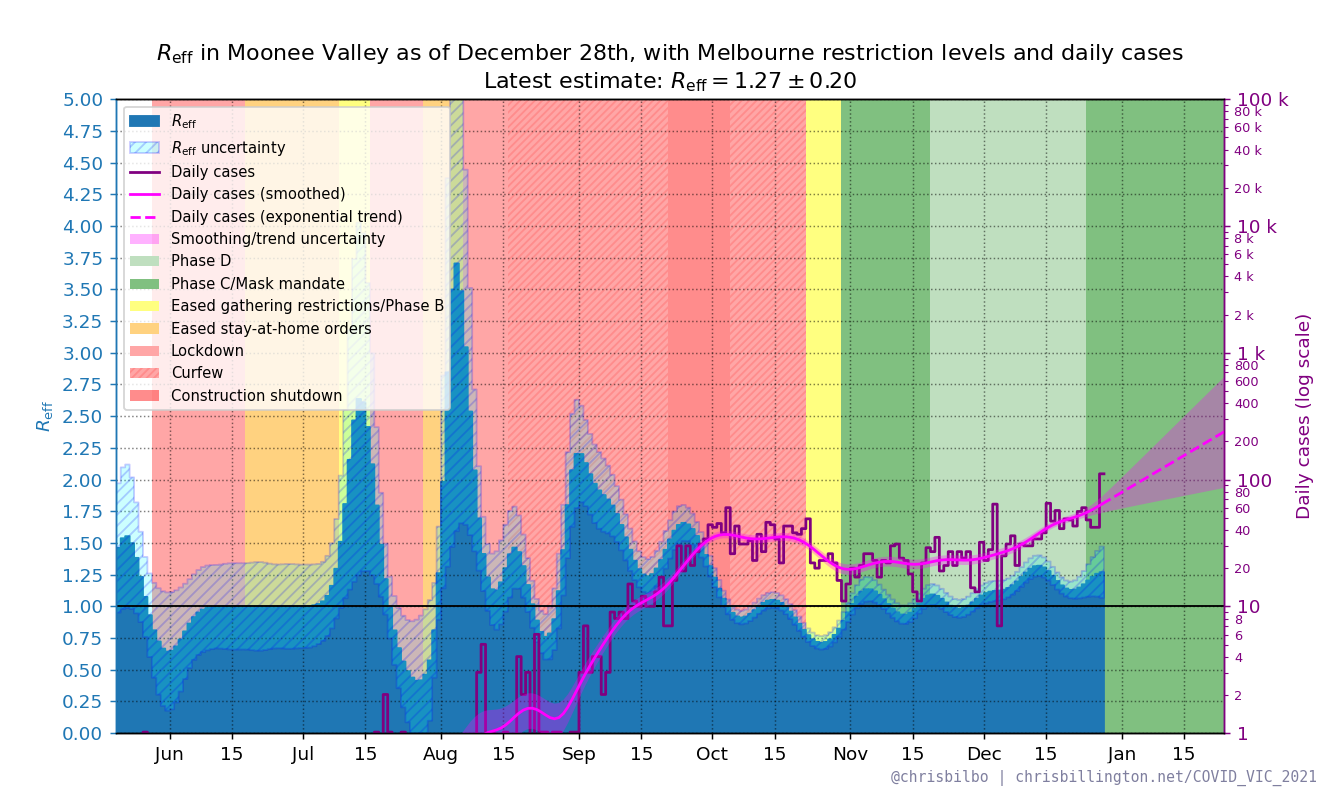 Reff in Moonee Valley as of December 28th, with Melbourne restriction levels and daily cases
Latest estimate: Reff = 1.27 ± 0.20
5.00
4.75
4.50
4.25
4.00
3.75
3.50
3.25
3.00
2.75
2.50
2.25
2.00
1.75
1.50
1.25
1.00
0.75
0.50
0.25
0.00
Reff
Reff
Reff uncertainty
Daily cases
Daily cases (smoothed)
Daily cases (exponential trend)
Smoothing/trend uncertainty
Phase D
Phase C/Mask mandate
Eased gathering restrictions/Phase B
Eased stay-at-home orders
Lockdown
Curfew
Construction shutdown
100 k
80 k
60 k
40 k
20 k
10 k
8 k
6 k
4 k
2 k
1 k
800
600
400
200
100
80
60
40
20
10
8
6
4
2
1
Daily cases (log scale)
Jun 15 Jul 15 Aug 15 Sep 15 Oct 15 Nov 15 Dec 15 Jan 15
@chrisbilbo | chrisbillington.net/COVID_VIC_2021